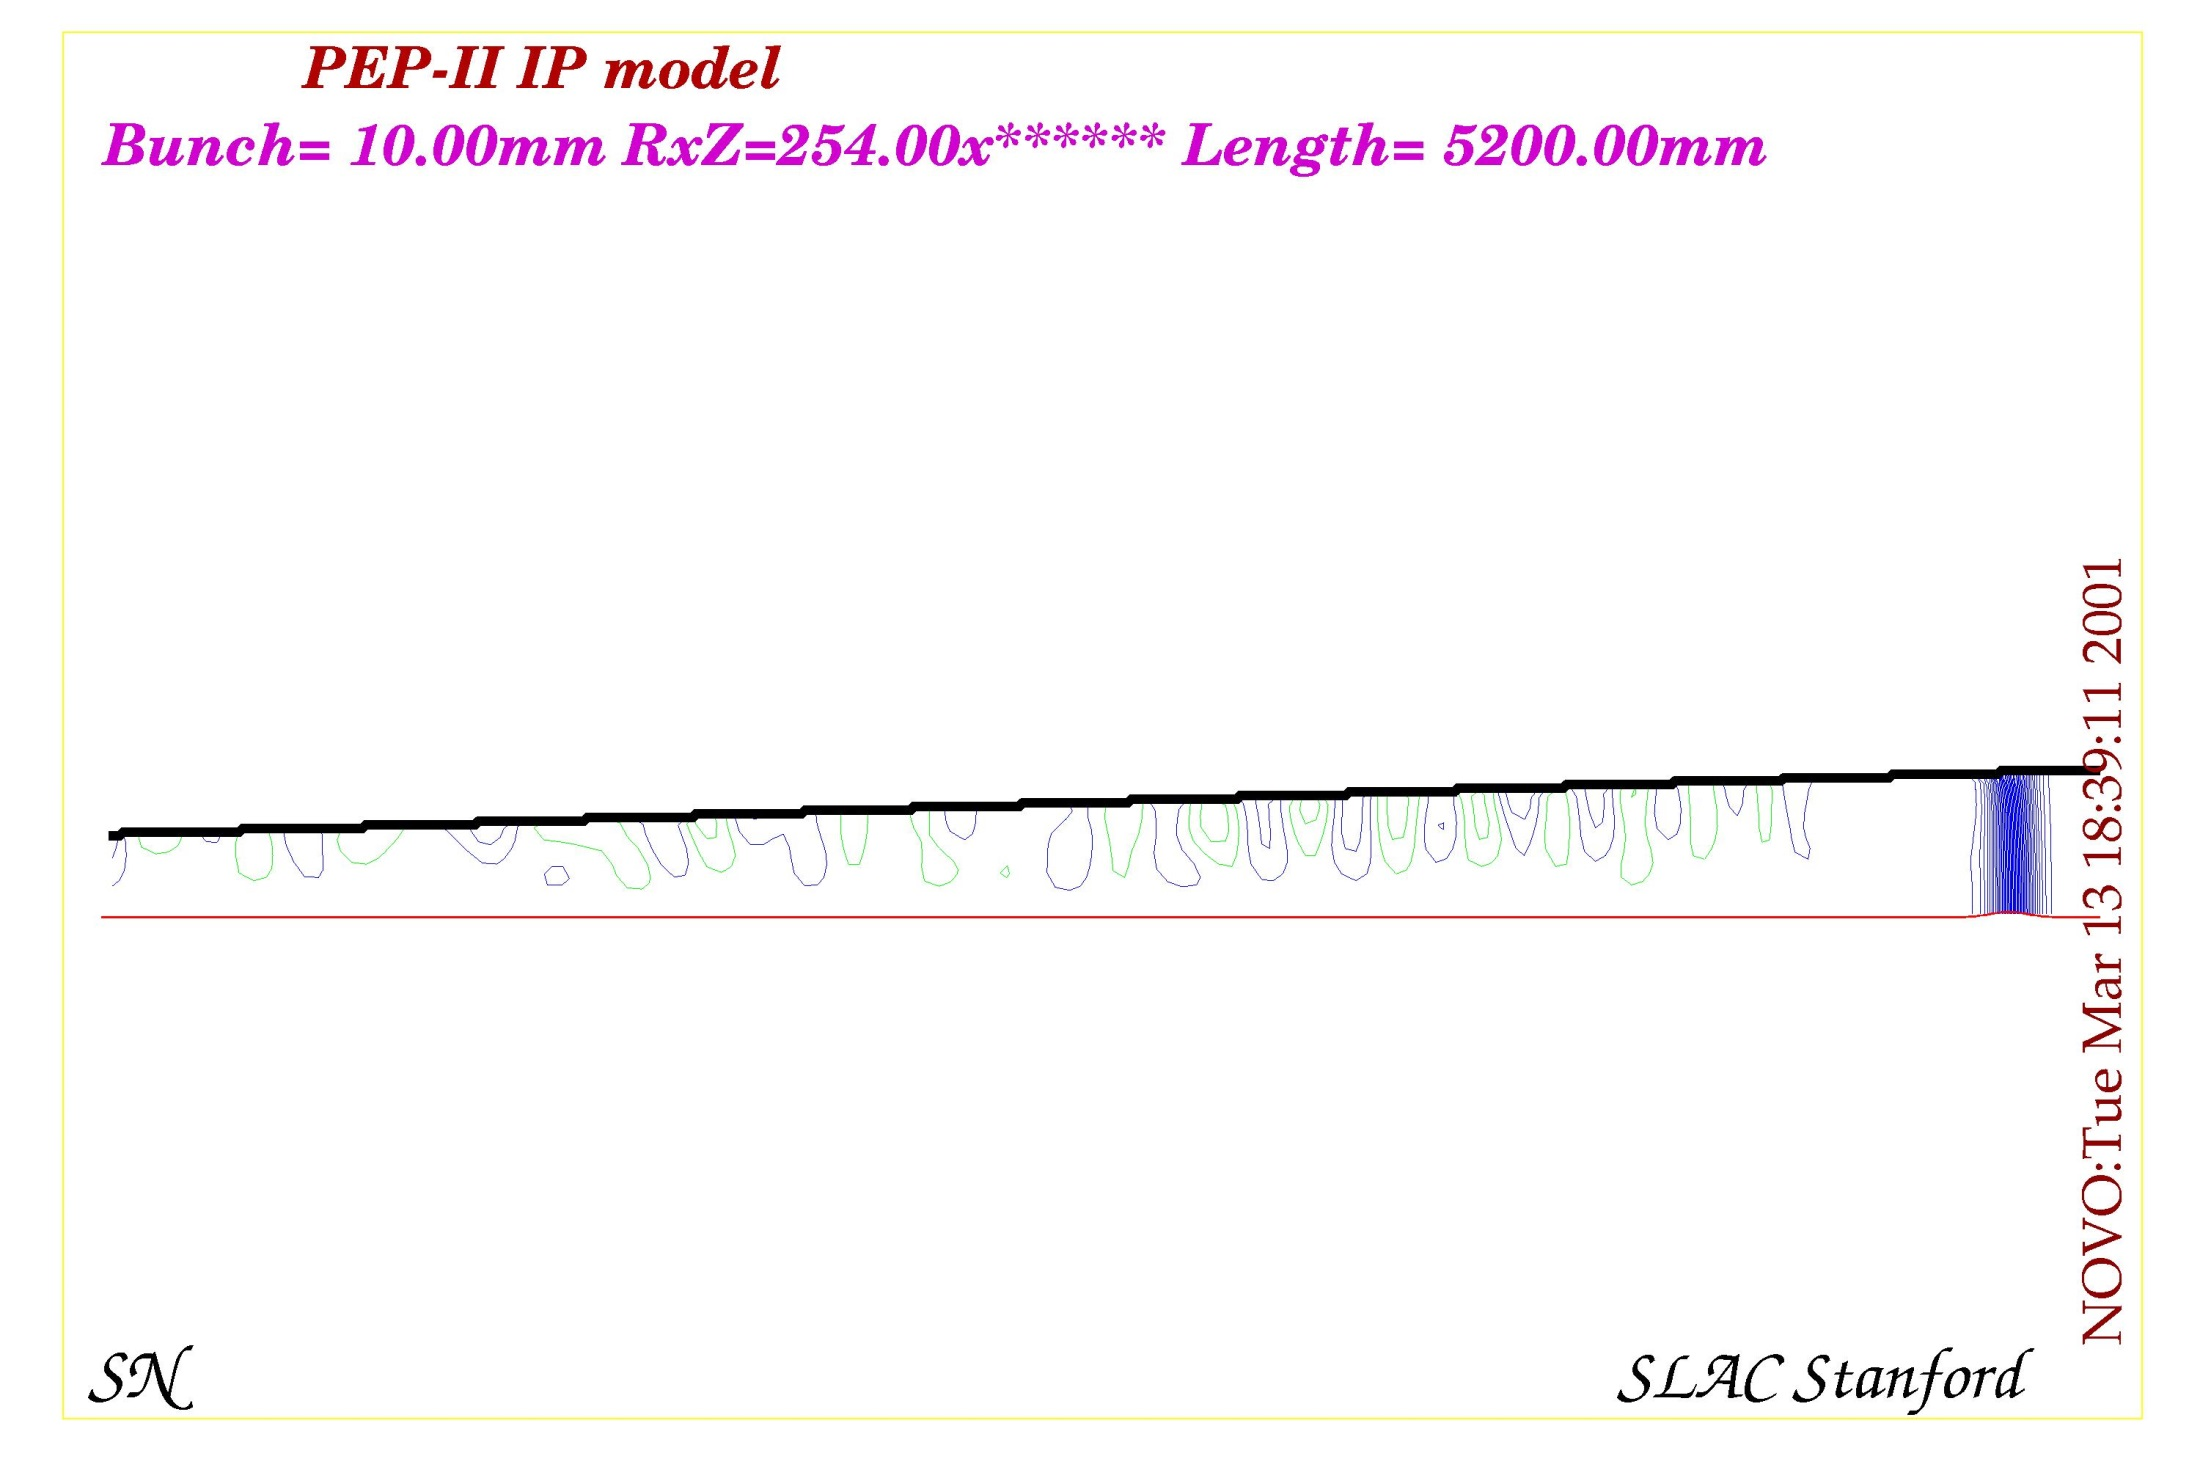 PEP-II IP model
Bunch= 10.00mm RxZ=254.00x****** Length= 5200.00mm
NOVO:Tue Mar 13 18:39:11 2001
SN
SLAC Stanford